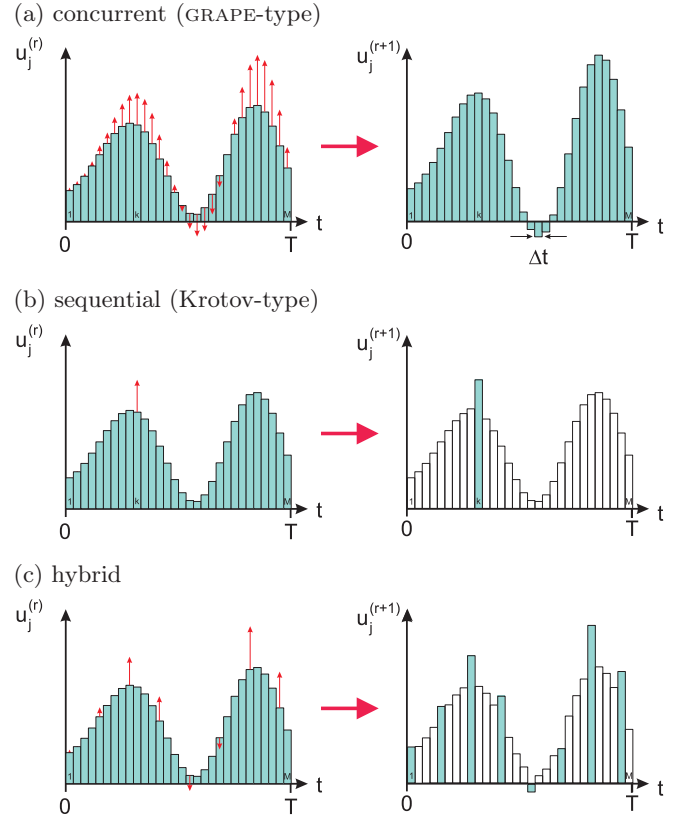 (a) concurrent (GRAPE-type)
u_j^(r) u_j^(r+1)
1 k M t 1 k M t
0 T 0 Δt T
(b) sequential (Krotov-type)
u_j^(r) u_j^(r+1)
1 k M t 1 k M t
0 T 0 T
(c) hybrid
u_j^(r) u_j^(r+1)
1 M t 1 M t
0 T 0 T